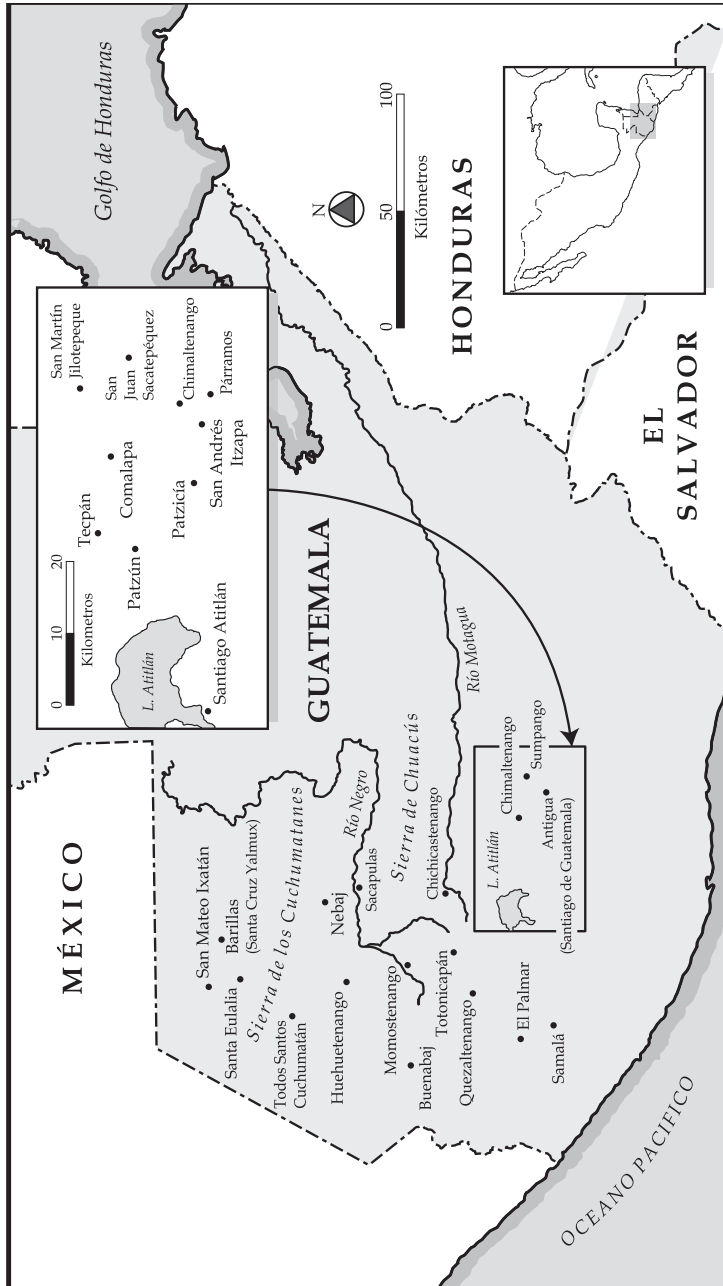 MÉXICO
Golfo de Honduras
San Martín
Jilotepeque
San
Juan
Sacatepéquez
Chimaltenango
Párramos
San Andrés
Itzapa
Comalapa
Tecpán
Patzicía
Patzún
0 10 20
Kilometros
L. Atitlán
Santiago Atitlán
GUATEMALA
N
0 50 100
Kilómetros
HONDURAS
EL
SALVADOR
San Mateo Ixatán
Barillas
(Santa Cruz Yalmux)
Santa Eulalia
Sierra de los Cuchumatanes
Todos Santos
Cuchumatán
Nebaj
Río Negro
Sacapulas
Huehuetenango
Sierra de Chuacús
Chichicastenango
Río Motagua
Momostenango
Buenabaj
Totonicapán
Quezaltenango
L. Atitlán
Chimaltenango
Sumpango
Antigua
(Santiago de Guatemala)
El Palmar
Samalá
OCEANO PACIFICO